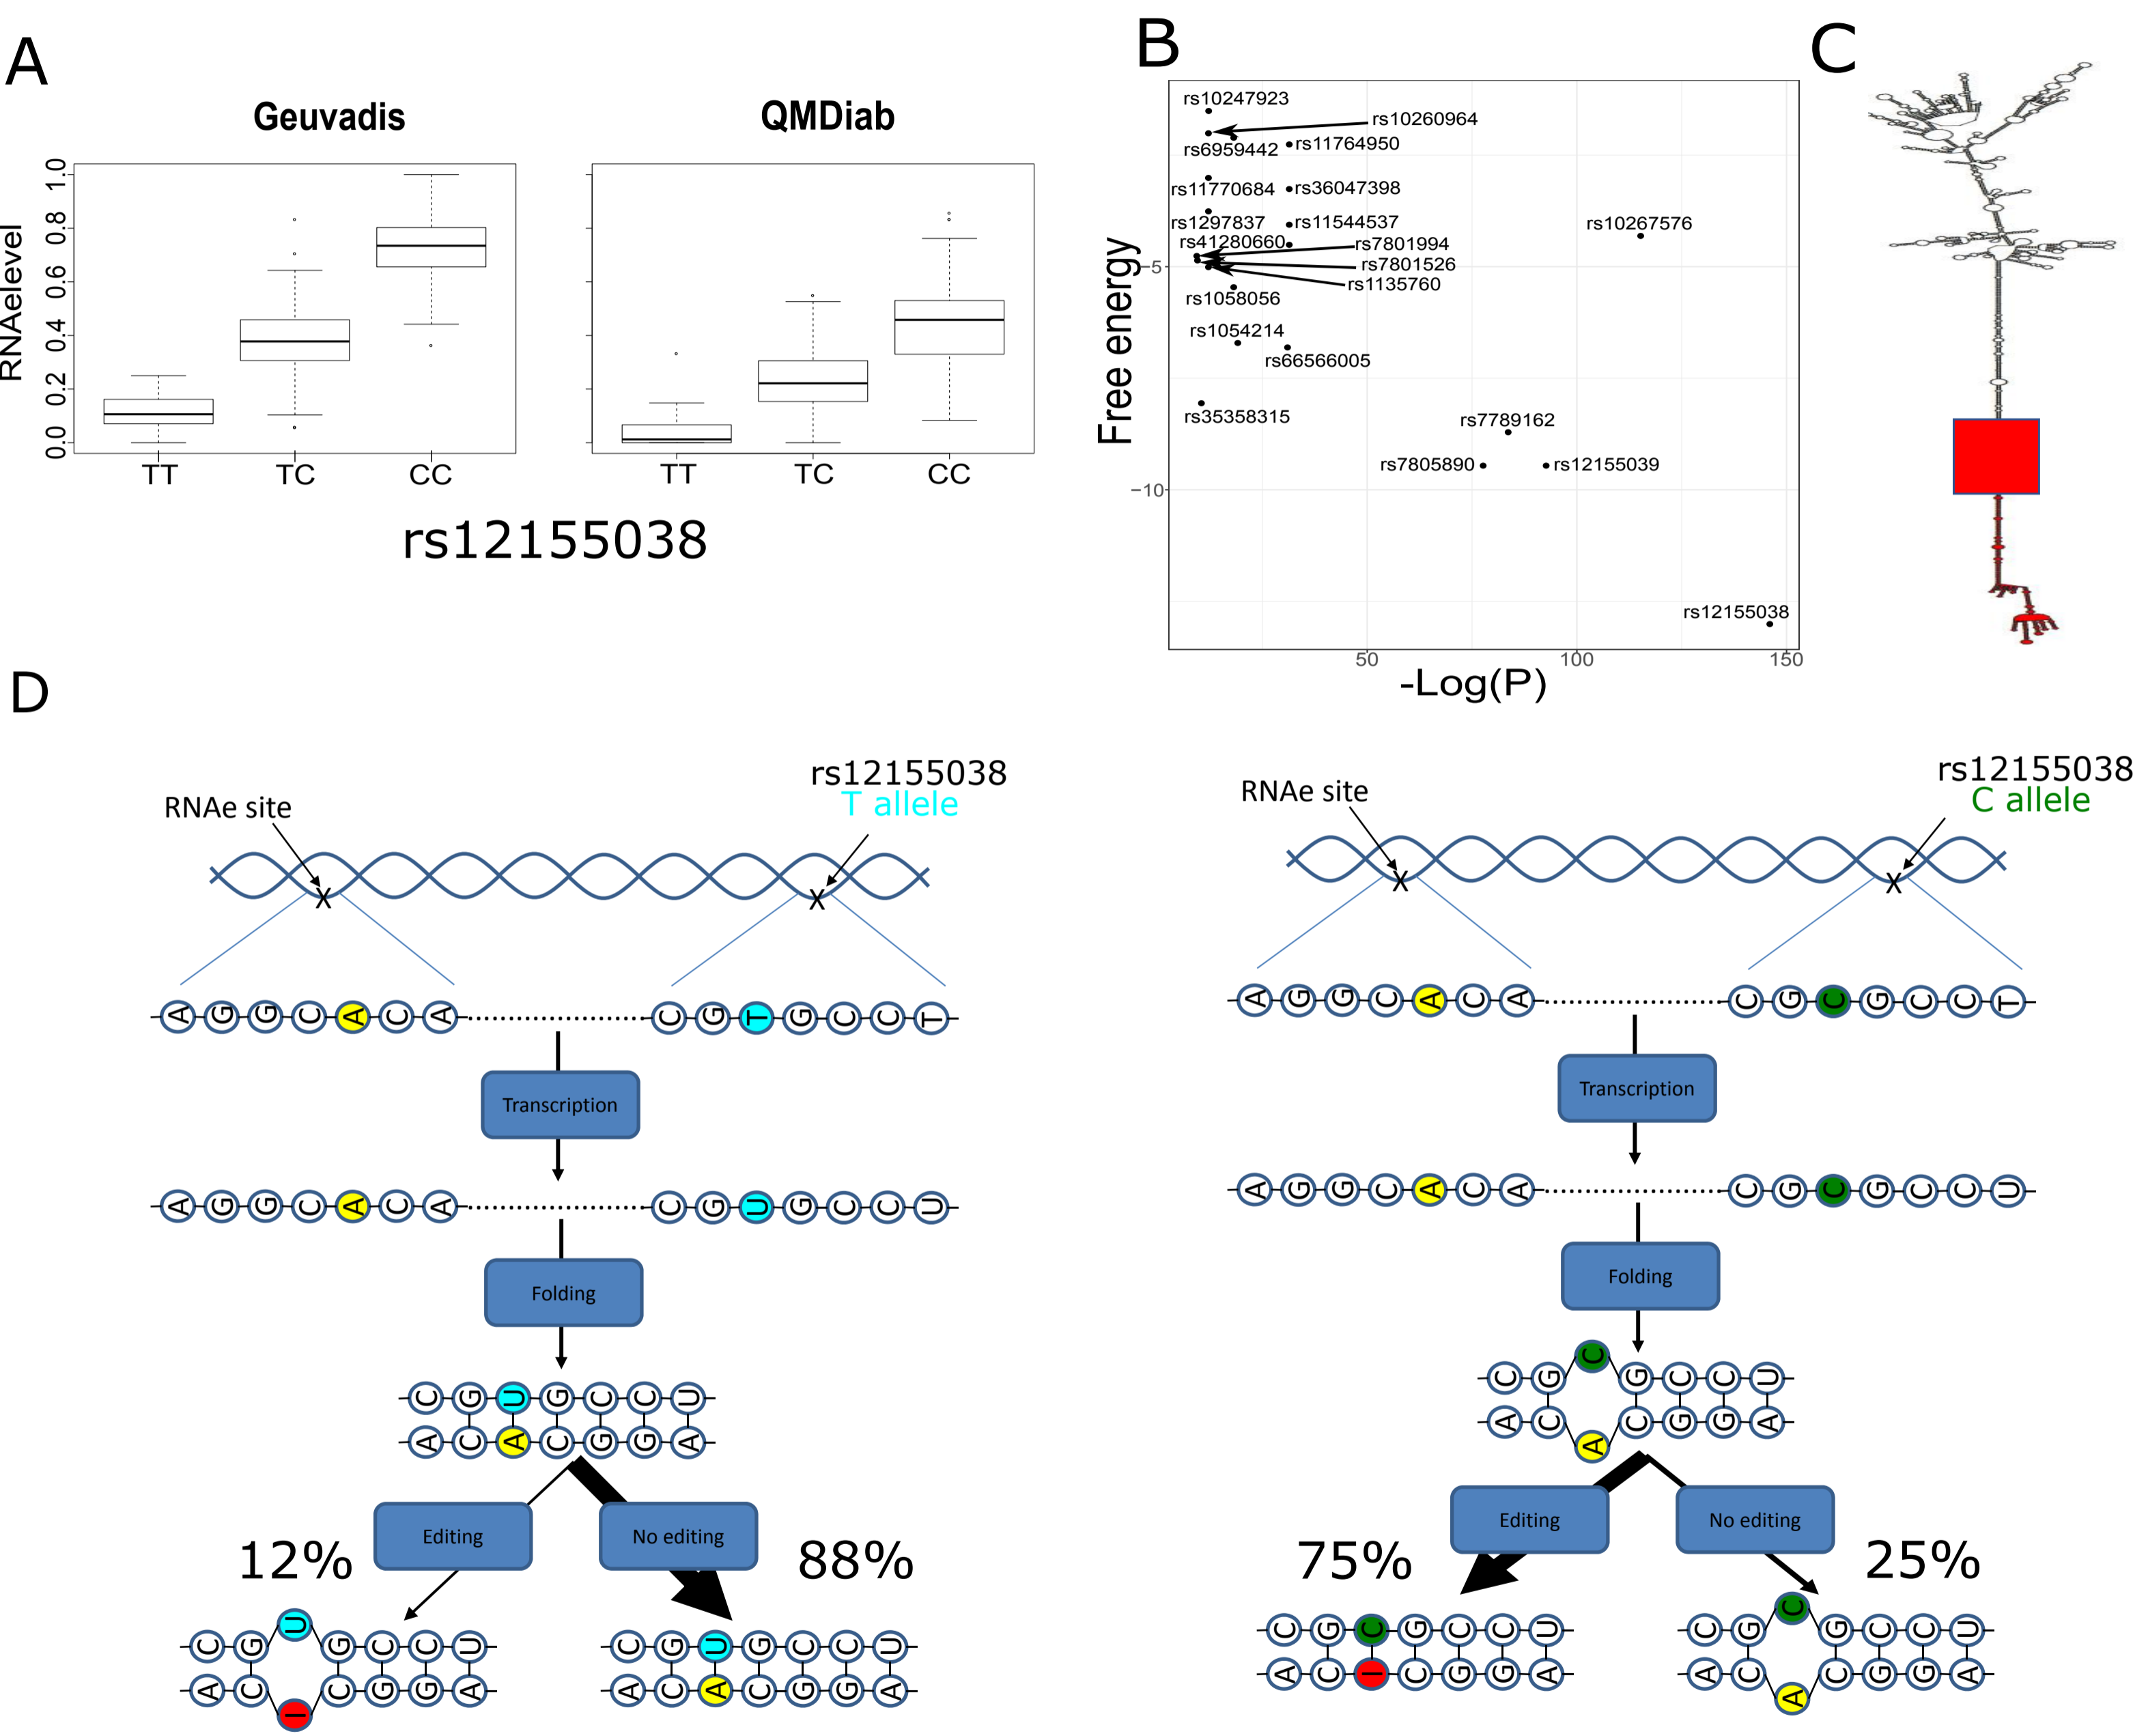 A
Geuvadis
QMDiab
RNAelevel
0.0 0.2 0.4 0.6 0.8 1.0
TT TC CC
TT TC CC
rs12155038
B
Free energy
rs10247923
rs10260964
rs6959442
rs11764950
rs11770684
rs36047398
rs1297837
rs11544537
rs10267576
rs41280660
rs7801994
rs7801526
rs1135760
rs1058056
rs1054214
rs66566005
rs35358315
rs7789162
rs7805890
rs12155039
rs12155038
−5
−10
50 100 150
-Log(P)
C
D
rs12155038
T allele
RNAe site
X X
A G G C A C A C G T G C C T
Transcription
A G G C A C A C G U G C C U
Folding
C G U G C C U
A C A C G G A
Editing
No editing
12%
88%
C G U G C C U
A C I C G G A
C G U G C C U
A C A C G G A
rs12155038
C allele
RNAe site
X X
A G G C A C A C G C G C C T
Transcription
A G G C A C A C G C G C C U
Folding
C G C G C C U
A C A C G G A
Editing
No editing
75%
25%
C G C G C C U
A C I C G G A
C G C G C C U
A C A C G G A